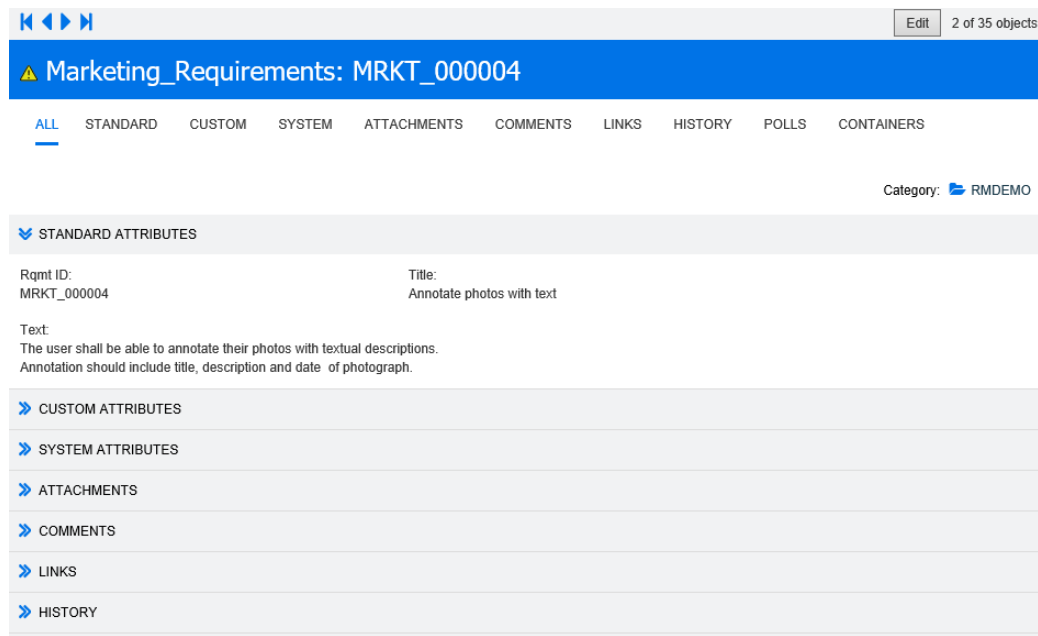 Edit 2 of 35 objects
Marketing_Requirements: MRKT_000004
ALL STANDARD CUSTOM SYSTEM ATTACHMENTS COMMENTS LINKS HISTORY POLLS CONTAINERS
Category: RMDEMO
STANDARD ATTRIBUTES
Rqmt ID: Title:
MRKT_000004 Annotate photos with text
Text:
The user shall be able to annotate their photos with textual descriptions.
Annotation should include title, description and date of photograph.
CUSTOM ATTRIBUTES
SYSTEM ATTRIBUTES
ATTACHMENTS
COMMENTS
LINKS
HISTORY